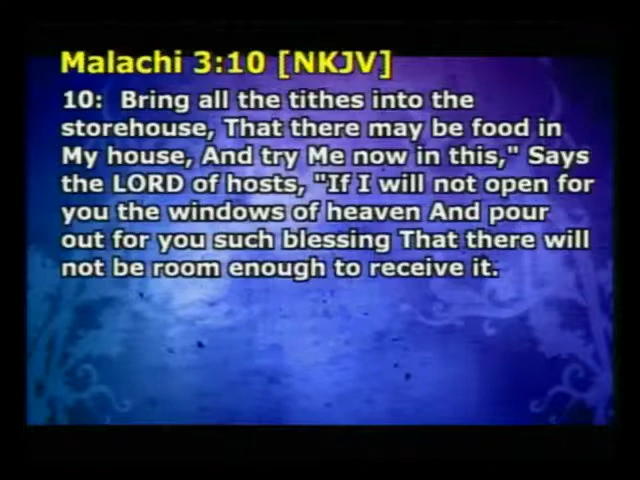 Malachi 3:10 [NKJV]
10:  Bring all the tithes into the
storehouse, That there may be food in
My house, And try Me now in this," Says
the LORD of hosts, "If I will not open for
you the windows of heaven And pour
out for you such blessing That there will
not be room enough to receive it.